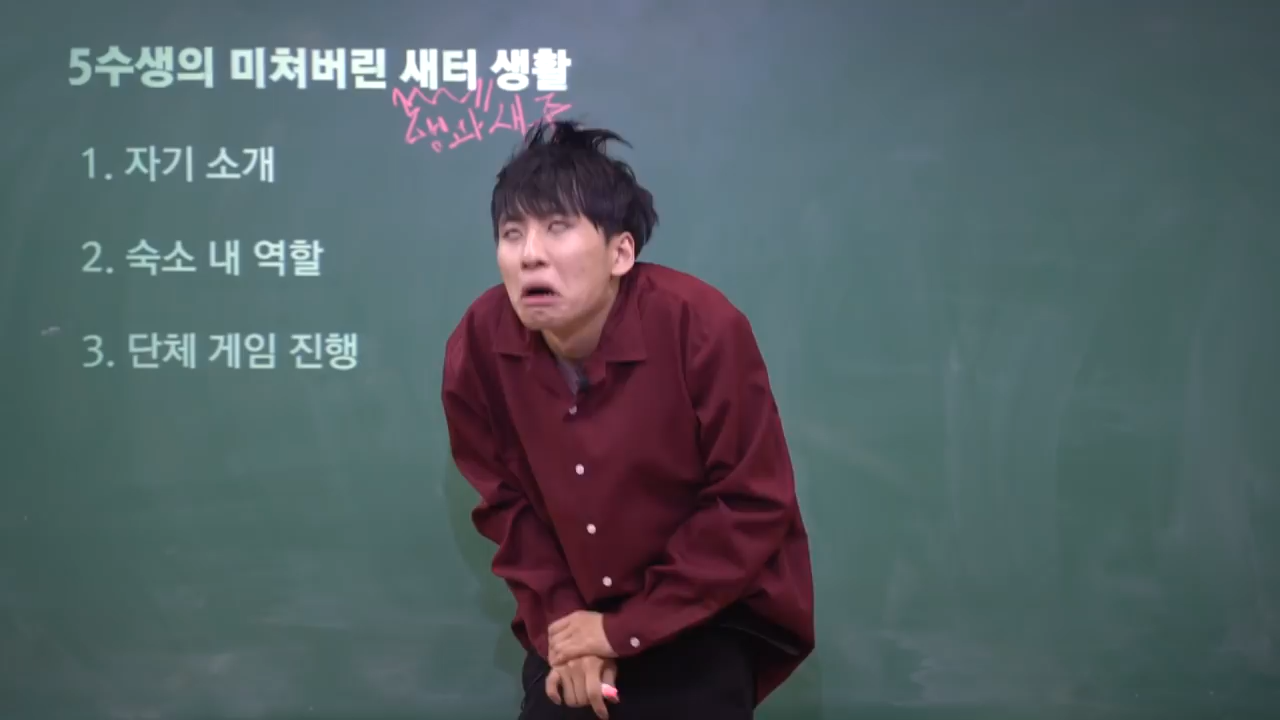 5수생의 미쳐버린 새터 생활
1. 자기 소개
2. 숙소 내 역할
3. 단체 게임 진행